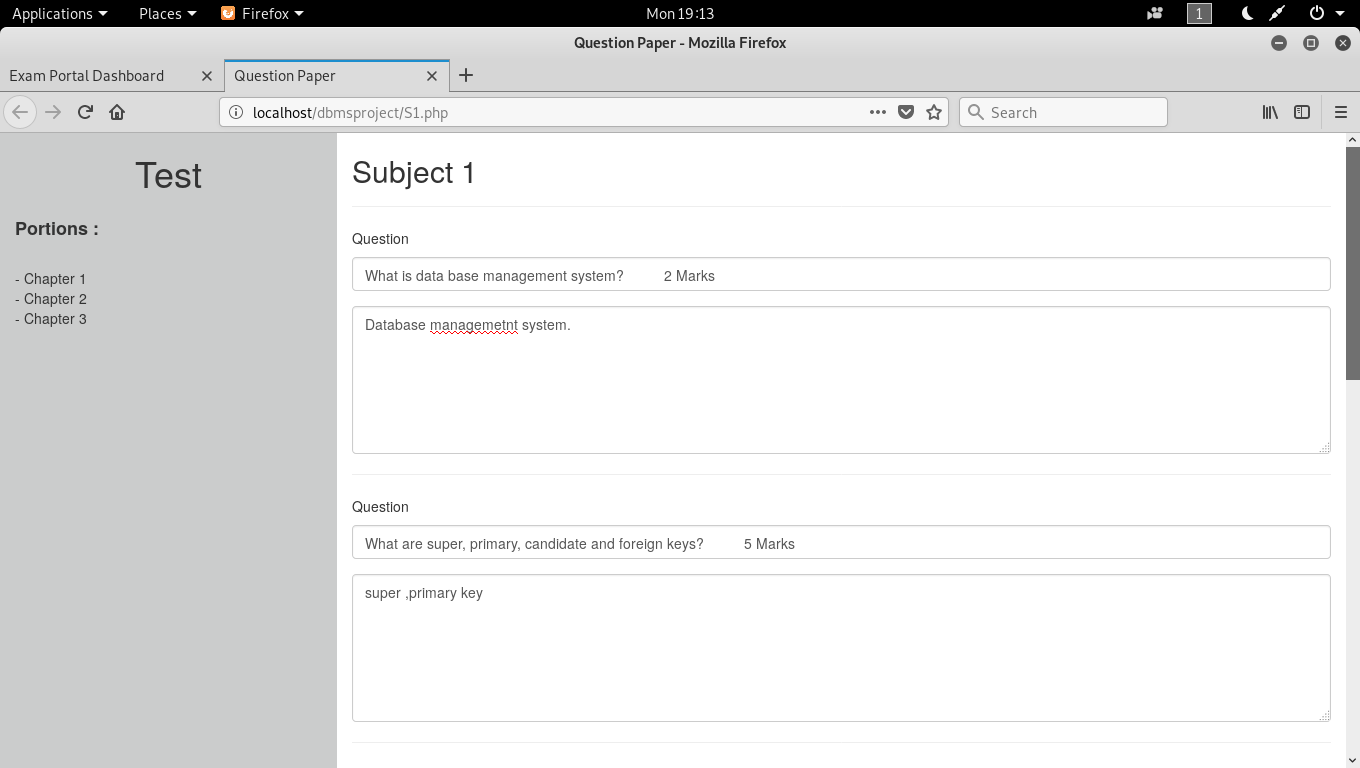 Applications Places Firefox Mon 19:13 1
Question Paper - Mozilla Firefox
Exam Portal Dashboard Question Paper
localhost/dbmsproject/S1.php Search
Test
Portions :
- Chapter 1
- Chapter 2
- Chapter 3
Subject 1
Question
What is data base management system? 2 Marks
Database managemetnt system.
Question
What are super, primary, candidate and foreign keys? 5 Marks
super ,primary key